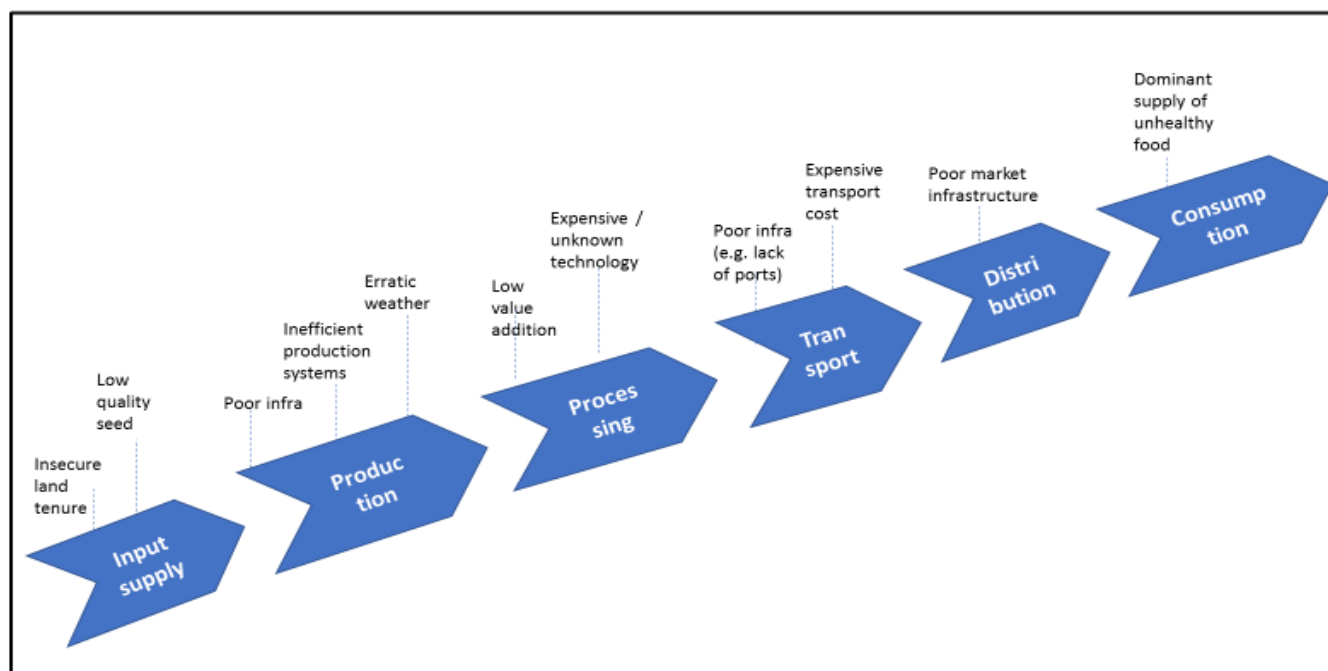 Insecure
land
tenure
Low
quality
seed
Input
supply
Poor infra
Inefficient
production
systems
Erratic
weather
Produc
tion
Low
value
addition
Expensive /
unknown
technology
Proces
sing
Poor infra
(e.g. lack
of ports)
Expensive
transport
cost
Tran
sport
Poor market
infrastructure
Distri
bution
Dominant
supply of
unhealthy
food
Consump
tion